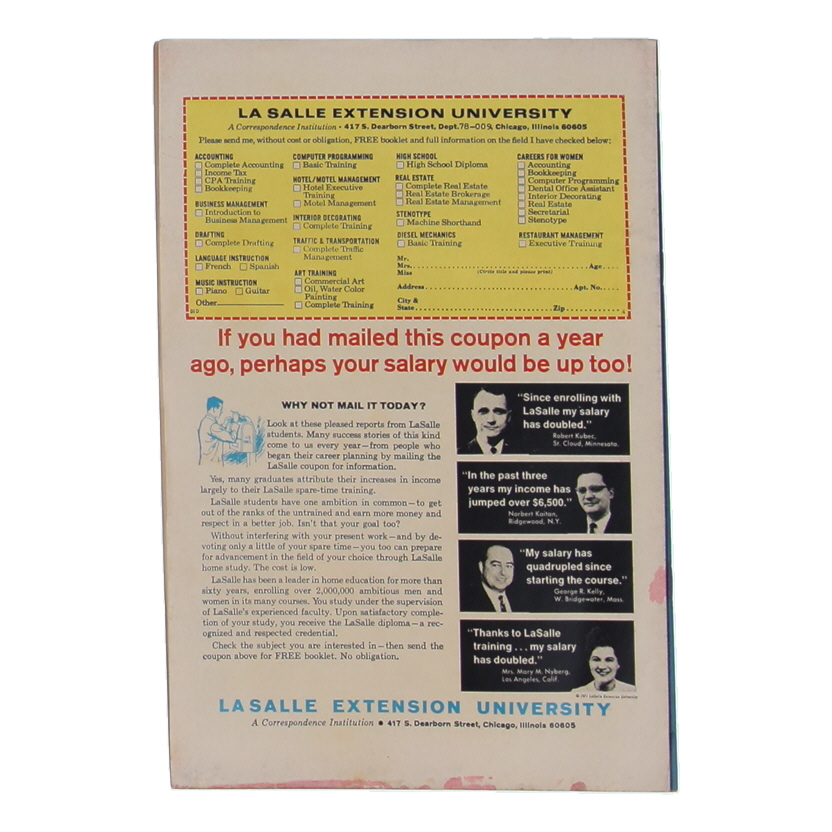 LA SALLE EXTENSION UNIVERSITY
A Correspondence Institution • 417 S. Dearborn Street, Dept. 78-009, Chicago, Illinois 60605
Please send me, without cost or obligation, FREE booklet and full information on the field I have checked below:
ACCOUNTING
Complete Accounting
Income Tax
CPA Training
Bookkeeping
BUSINESS MANAGEMENT
Introduction to
Business Management
DRAFTING
Complete Drafting
LANGUAGE INSTRUCTION
French Spanish
MUSIC INSTRUCTION
Piano Guitar
Other
COMPUTER PROGRAMMING
Basic Training
HOTEL/MOTEL MANAGEMENT
Hotel Executive
Training
Motel Management
INTERIOR DECORATING
Complete Training
TRAFFIC & TRANSPORTATION
Complete Traffic
Management
ART TRAINING
Commercial Art
Oil, Water Color
Painting
Complete Training
HIGH SCHOOL
High School Diploma
REAL ESTATE
Complete Real Estate
Real Estate Brokerage
Real Estate Management
STENOTYPE
Machine Shorthand
DIESEL MECHANICS
Basic Training
CAREERS FOR WOMEN
Accounting
Bookkeeping
Computer Programming
Dental Office Assistant
Interior Decorating
Real Estate
Secretarial
Stenotype
RESTAURANT MANAGEMENT
Executive Training
Mr.
Mrs. Age
Miss (Circle title and please print)
Address Apt. No.
City &
State Zip
If you had mailed this coupon a year
ago, perhaps your salary would be up too!
WHY NOT MAIL IT TODAY?
Look at these pleased reports from LaSalle
students. Many success stories of this kind
come to us every year—from people who
began their career planning by mailing the
LaSalle coupon for information.
Yes, many graduates attribute their increases in income
largely to their LaSalle spare-time training.
LaSalle students have one ambition in common—to get
out of the ranks of the untrained and earn more money and
respect in a better job. Isn't that your goal too?
Without interfering with your present work—and by de-
voting only a little of your spare time—you too can prepare
for advancement in the field of your choice through LaSalle
home study. The cost is low.
LaSalle has been a leader in home education for more than
sixty years, enrolling over 2,000,000 ambitious men and
women in its many courses. You study under the supervision
of LaSalle's experienced faculty. Upon satisfactory comple-
tion of your study, you receive the LaSalle diploma—a rec-
ognized and respected credential.
Check the subject you are interested in—then send the
coupon above for FREE booklet. No obligation.
"Since enrolling with
LaSalle my salary
has doubled."
Robert Kubec,
St. Cloud, Minnesota.
"In the past three
years my income has
jumped over $6,500."
Norbert Kaitan,
Ridgewood, N.Y.
"My salary has
quadrupled since
starting the course."
George R. Kelly,
W. Bridgewater, Mass.
"Thanks to LaSalle
training...my salary
has doubled."
Mrs. Mary M. Nyberg,
Los Angeles, Calif.
LASALLE EXTENSION UNIVERSITY
A Correspondence Institution • 417 S. Dearborn Street, Chicago, Illinois 60605